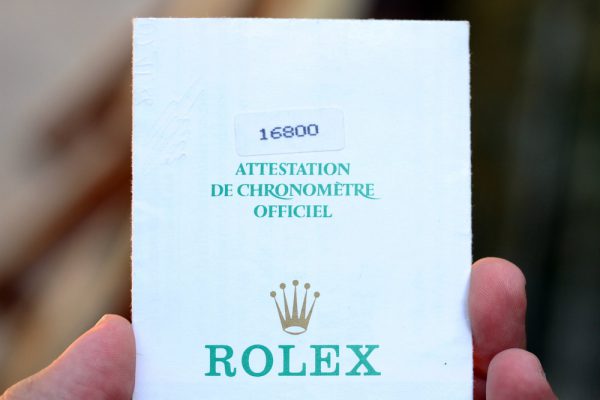 16800
ATTESTATION
DE CHRONOMÈTRE
OFFICIEL
ROLEX